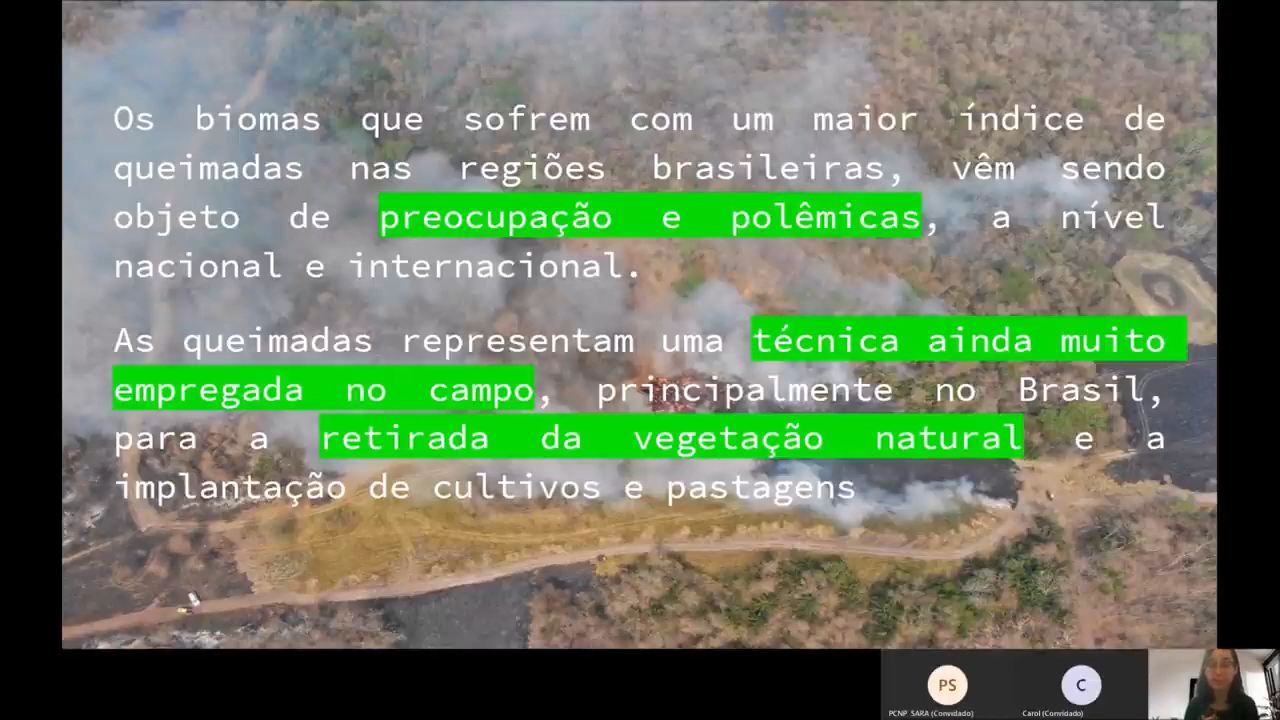 Os biomas que sofrem com um maior índice de
queimadas nas regiões brasileiras, vêm sendo
objeto de preocupação e polêmicas, a nível
nacional e internacional.
As queimadas representam uma técnica ainda muito
empregada no campo, principalmente no Brasil,
para a retirada da vegetação natural e a
implantação de cultivos e pastagens
PS
C
PCNP SARA (Convidado)
Carol (Convidado)